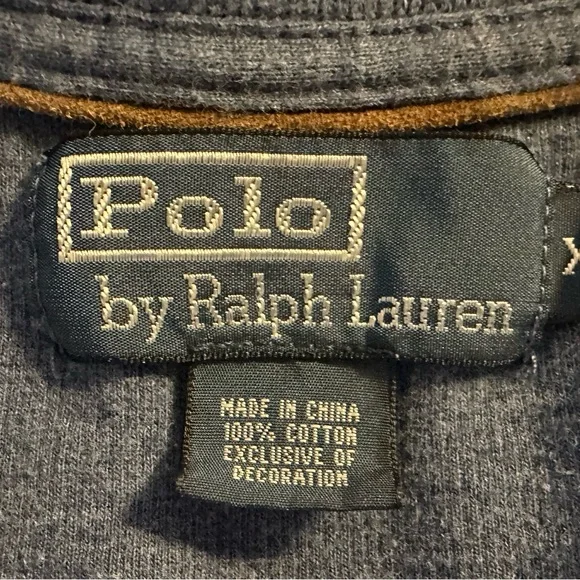 Polo
by Ralph Lauren
X
MADE IN CHINA
100% COTTON
EXCLUSIVE OF
DECORATION